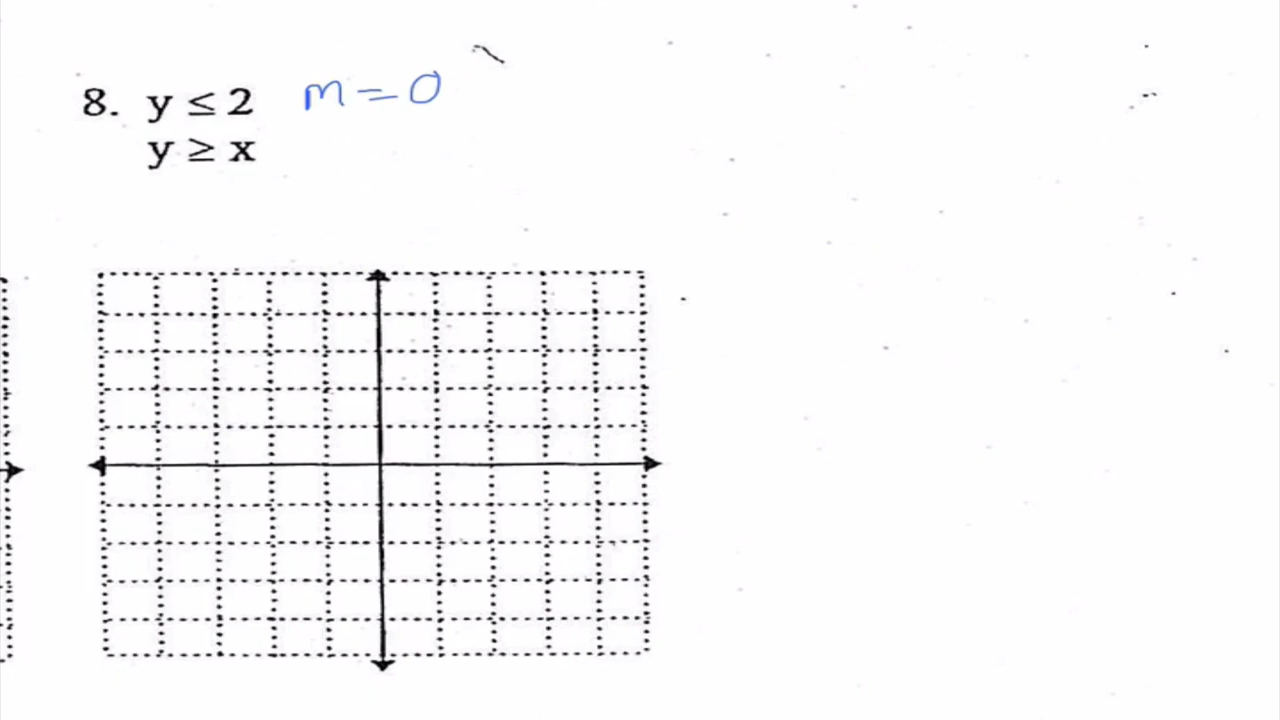 8. y ≤ 2 m = 0
y ≥ x